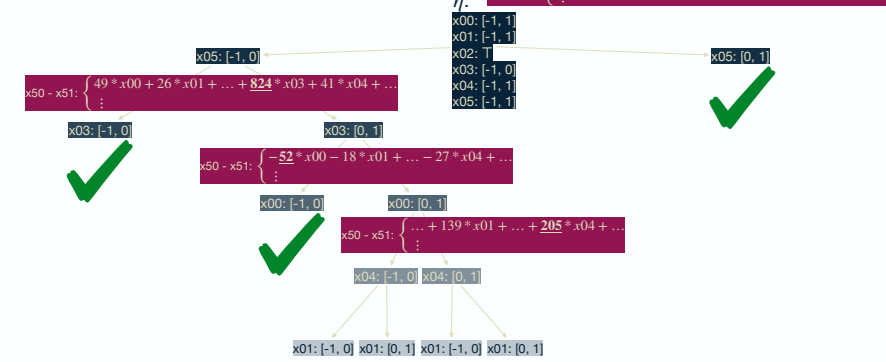 η.
⋮
x00: [-1, 1]
x01: [-1, 1]
x02: ⊤
x03: [-1, 0]
x04: [-1, 1]
x05: [-1, 1]
x05: [-1, 0]
x05: [0, 1]
x50 - x51: { 49 * x00 + 26 * x01 + … + 824 * x03 + 41 * x04 + …
⋮
x03: [-1, 0]
x03: [0, 1]
x50 - x51: { −52 * x00 − 18 * x01 + … − 27 * x04 + …
⋮
x00: [-1, 0]
x00: [0, 1]
x50 - x51: { … + 139 * x01 + … + 205 * x04 + …
⋮
x04: [-1, 0]
x04: [0, 1]
x01: [-1, 0]
x01: [0, 1]
x01: [-1, 0]
x01: [0, 1]